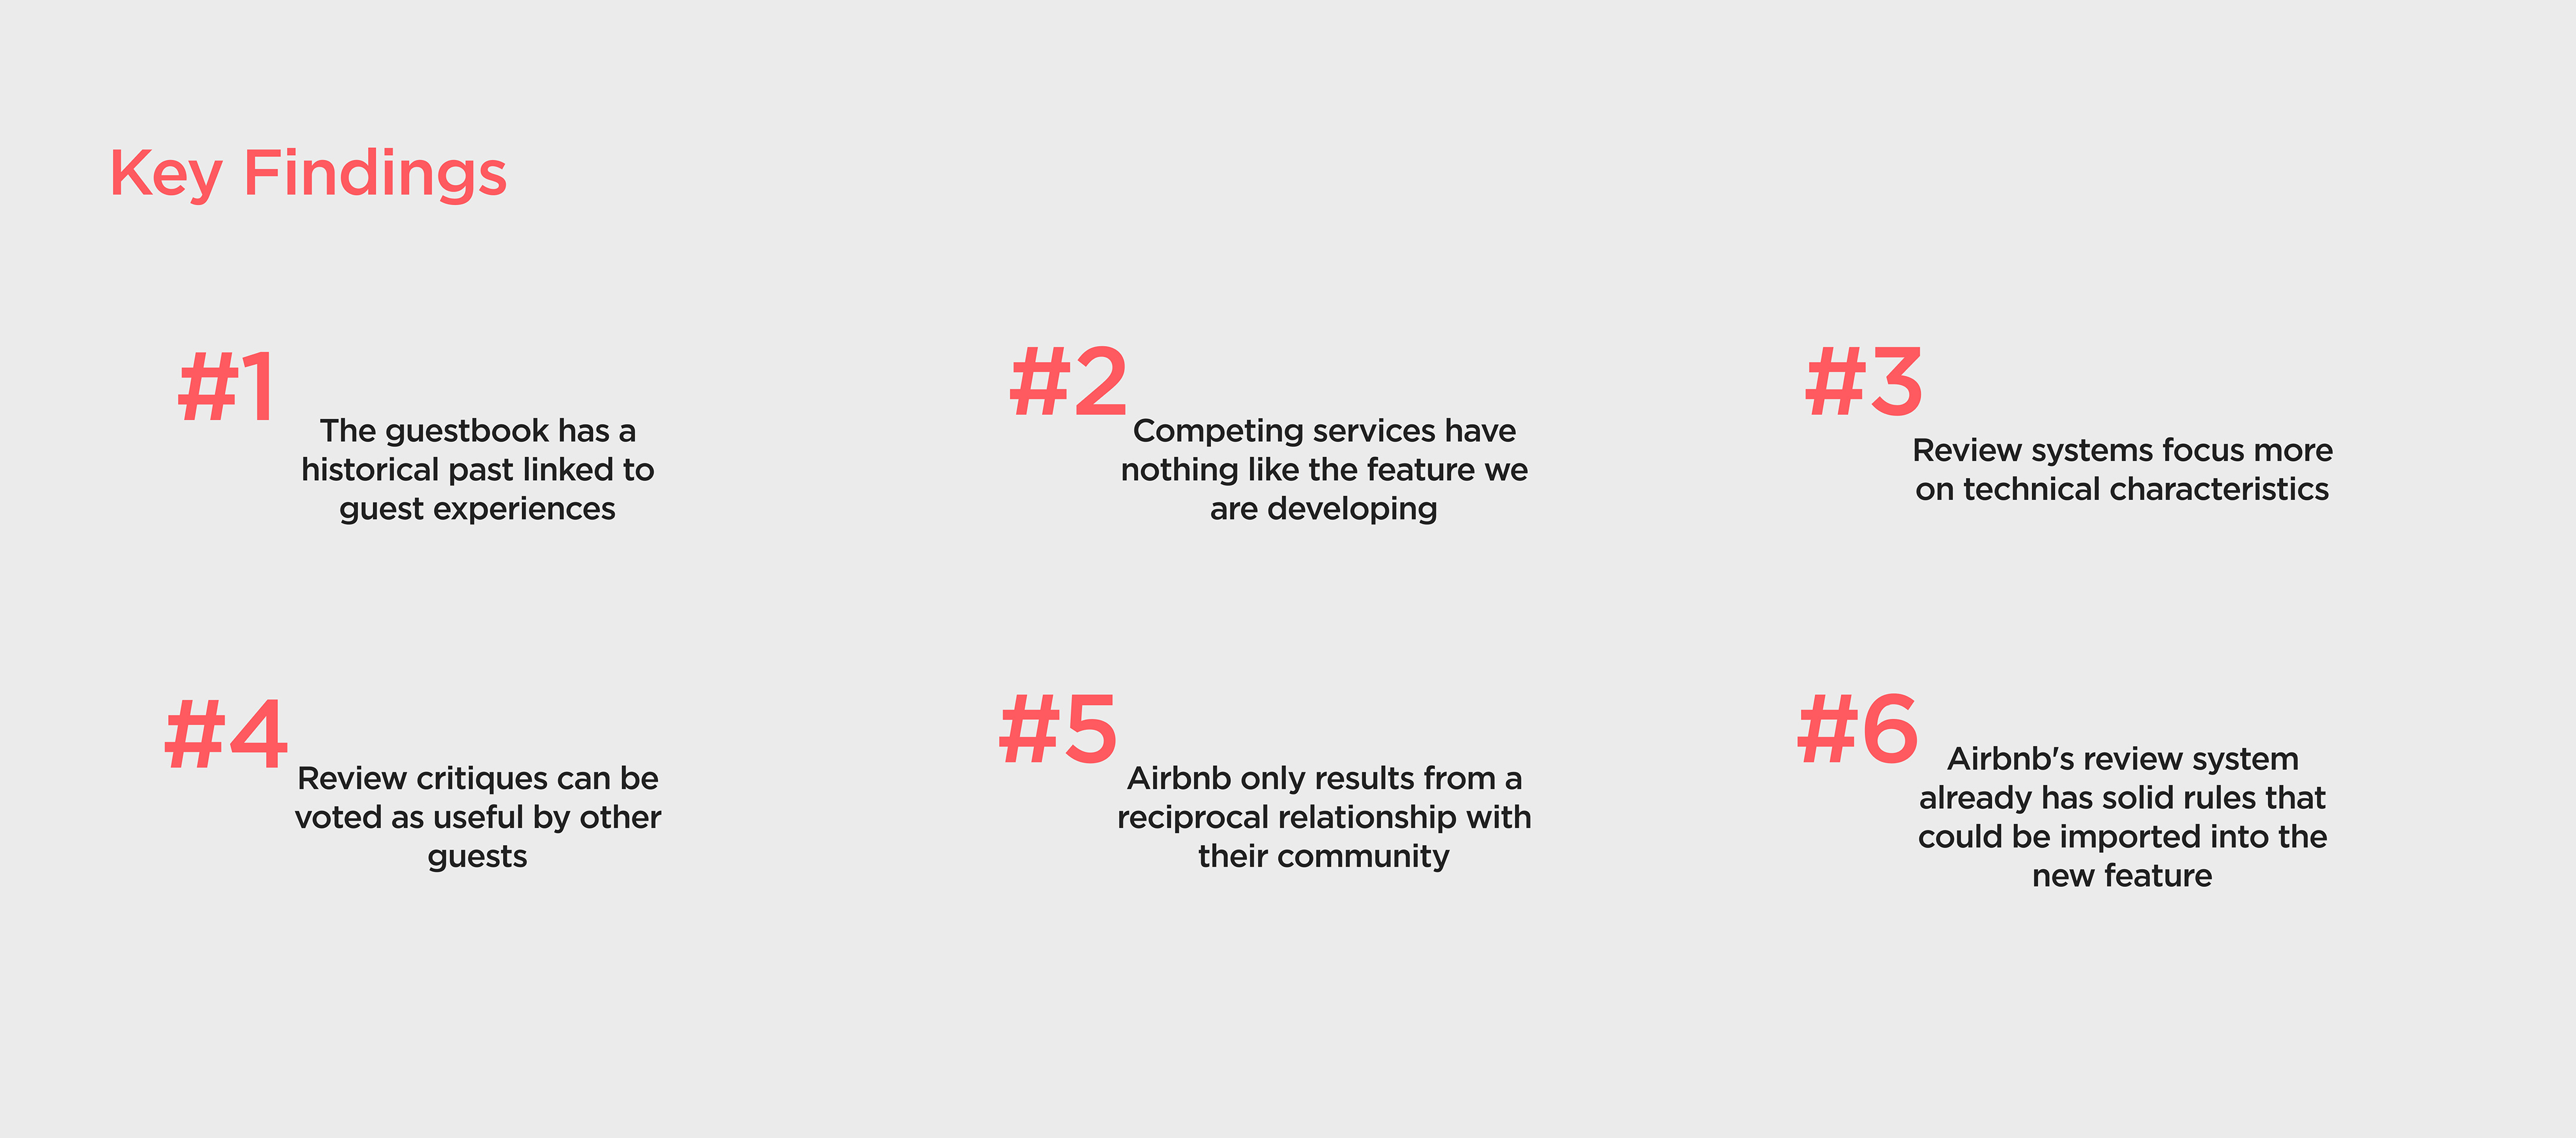 Key Findings
#1
The guestbook has a
historical past linked to
guest experiences
#2
Competing services have
nothing like the feature we
are developing
#3
Review systems focus more
on technical characteristics
#4
Review critiques can be
voted as useful by other
guests
#5
Airbnb only results from a
reciprocal relationship with
their community
#6
Airbnb's review system
already has solid rules that
could be imported into the
new feature